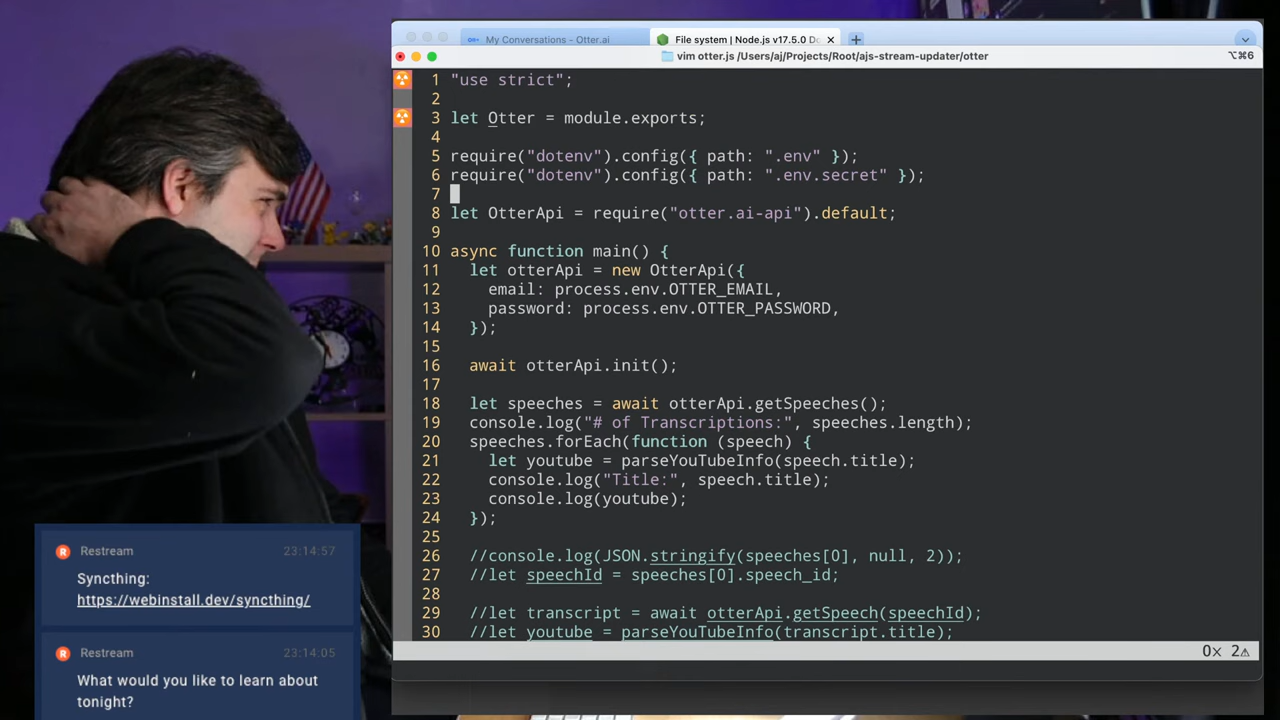 My Conversations - Otter.ai
File system | Node.js v17.5.0 Do
vim otter.js /Users/aj/Projects/Root/ajs-stream-updater/otter
⌥⌘6
1 "use strict";
2
3 let Otter = module.exports;
4
5 require("dotenv").config({ path: ".env" });
6 require("dotenv").config({ path: ".env.secret" });
7
8 let OtterApi = require("otter.ai-api").default;
9
10 async function main() {
11 let otterApi = new OtterApi({
12 email: process.env.OTTER_EMAIL,
13 password: process.env.OTTER_PASSWORD,
14 });
15
16 await otterApi.init();
17
18 let speeches = await otterApi.getSpeeches();
19 console.log("# of Transcriptions:", speeches.length);
20 speeches.forEach(function (speech) {
21 let youtube = parseYouTubeInfo(speech.title);
22 console.log("Title:", speech.title);
23 console.log(youtube);
24 });
25
26 //console.log(JSON.stringify(speeches[0], null, 2));
27 //let speechId = speeches[0].speech_id;
28
29 //let transcript = await otterApi.getSpeech(speechId);
30 //let youtube = parseYouTubeInfo(transcript.title);
0× 2⚠
R Restream 23:14:57
Syncthing:
https://webinstall.dev/syncthing/
R Restream 23:14:05
What would you like to learn about
tonight?